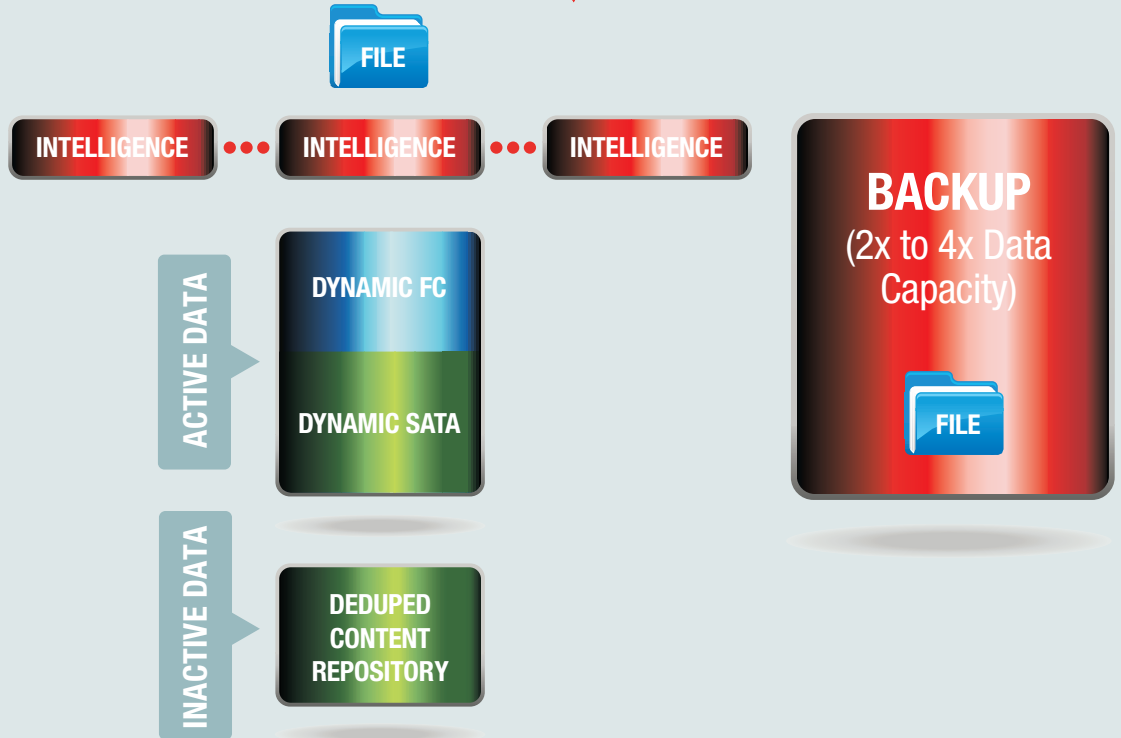 FILE
INTELLIGENCE
INTELLIGENCE
INTELLIGENCE
BACKUP
(2x to 4x Data
Capacity)
FILE
ACTIVE DATA
DYNAMIC FC
DYNAMIC SATA
INACTIVE DATA
DEDUPED
CONTENT
REPOSITORY